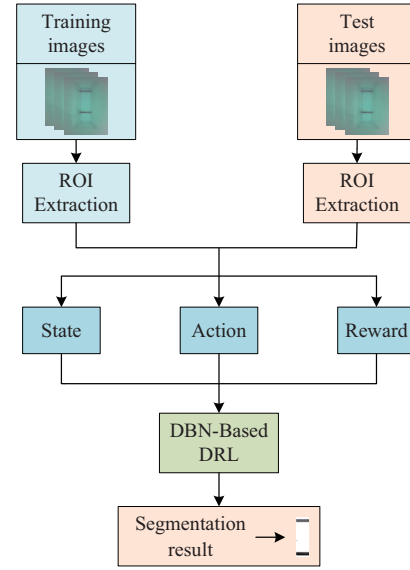 Training
images
Test
images
ROI
Extraction
ROI
Extraction
State
Action
Reward
DBN-Based
DRL
Segmentation
result